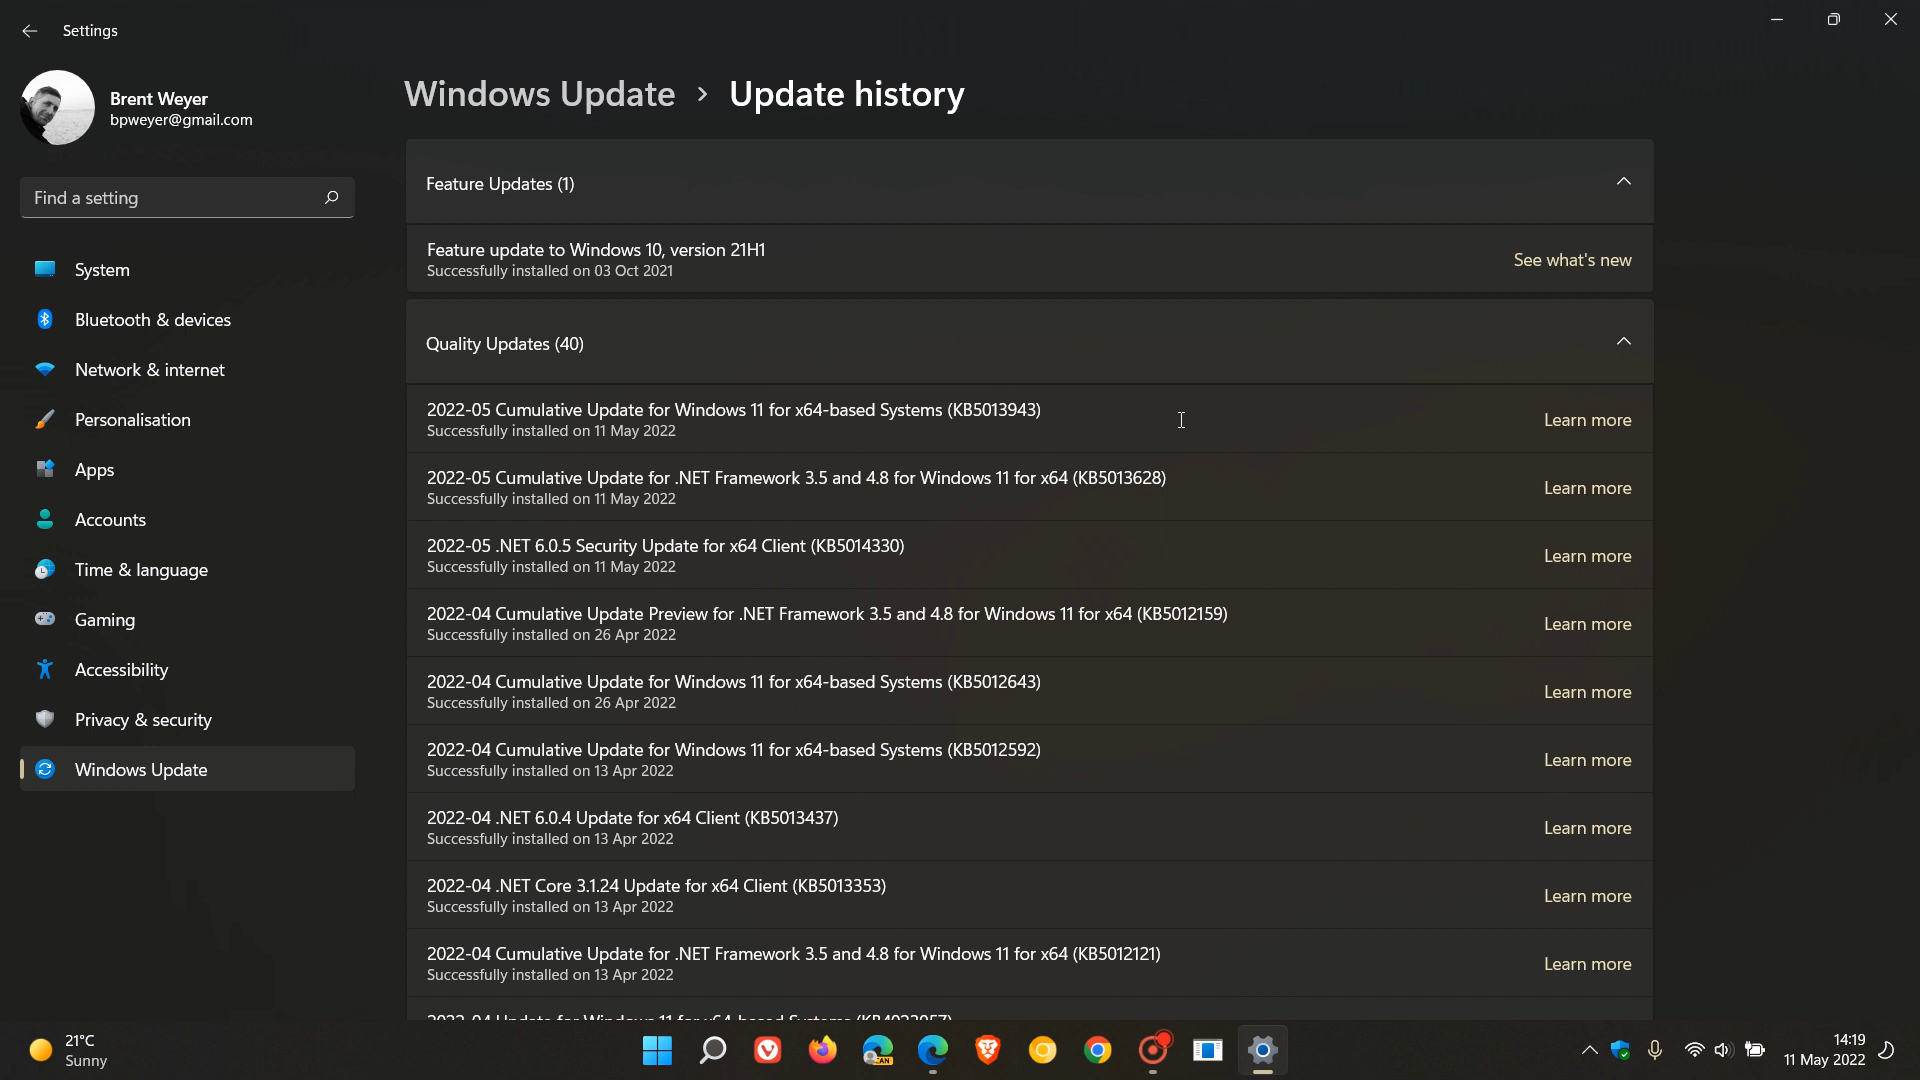 Settings
Brent Weyer
bpweyer@gmail.com
Find a setting
System
Bluetooth & devices
Network & internet
Personalisation
Apps
Accounts
Time & language
Gaming
Accessibility
Privacy & security
Windows Update
Windows Update > Update history
Feature Updates (1)
Feature update to Windows 10, version 21H1
Successfully installed on 03 Oct 2021
See what's new
Quality Updates (40)
2022-05 Cumulative Update for Windows 11 for x64-based Systems (KB5013943)
Successfully installed on 11 May 2022
Learn more
2022-05 Cumulative Update for .NET Framework 3.5 and 4.8 for Windows 11 for x64 (KB5013628)
Successfully installed on 11 May 2022
Learn more
2022-05 .NET 6.0.5 Security Update for x64 Client (KB5014330)
Successfully installed on 11 May 2022
Learn more
2022-04 Cumulative Update Preview for .NET Framework 3.5 and 4.8 for Windows 11 for x64 (KB5012159)
Successfully installed on 26 Apr 2022
Learn more
2022-04 Cumulative Update for Windows 11 for x64-based Systems (KB5012643)
Successfully installed on 26 Apr 2022
Learn more
2022-04 Cumulative Update for Windows 11 for x64-based Systems (KB5012592)
Successfully installed on 13 Apr 2022
Learn more
2022-04 .NET 6.0.4 Update for x64 Client (KB5013437)
Successfully installed on 13 Apr 2022
Learn more
2022-04 .NET Core 3.1.24 Update for x64 Client (KB5013353)
Successfully installed on 13 Apr 2022
Learn more
2022-04 Cumulative Update for .NET Framework 3.5 and 4.8 for Windows 11 for x64 (KB5012121)
Successfully installed on 13 Apr 2022
Learn more
2022-04 Update for Windows 11 for x64-based Systems (KB4023057)
21°C
Sunny
CAN
14:19
11 May 2022